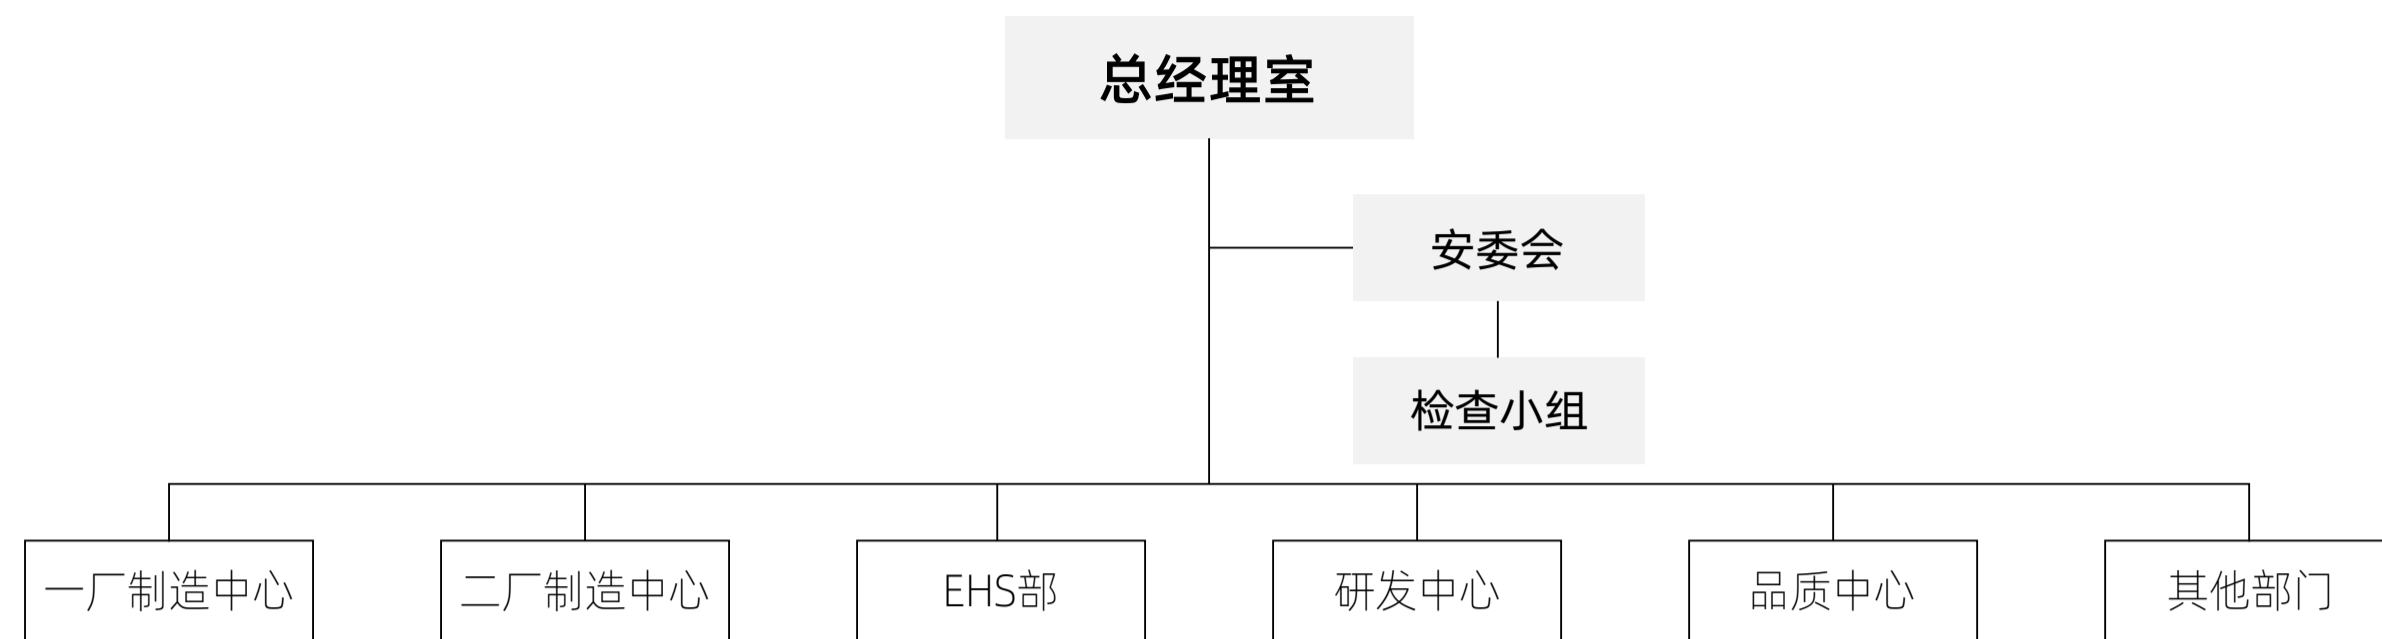 总经理室
安委会
检查小组
一厂制造中心
二厂制造中心
EHS部
研发中心
品质中心
其他部门